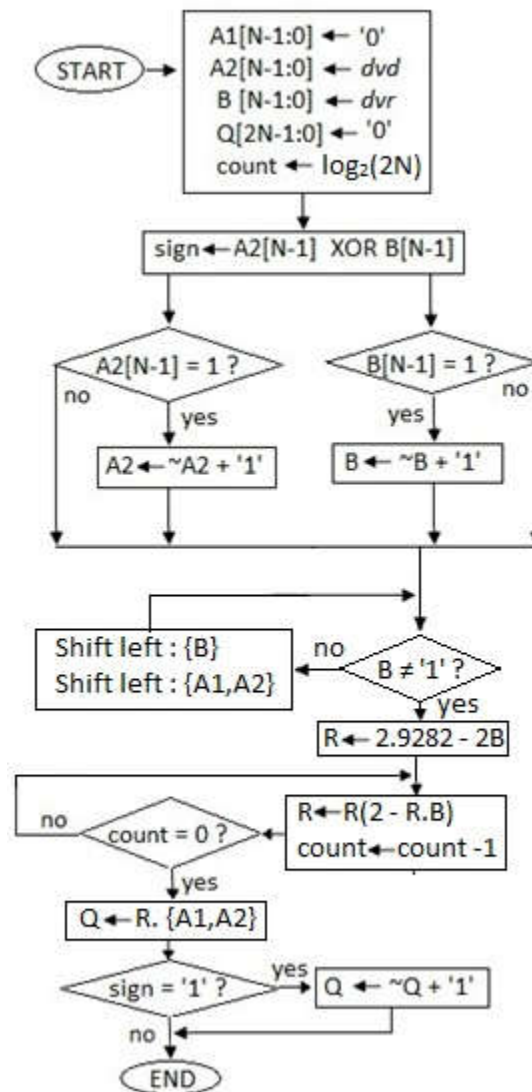 START
A1[N-1:0] ← '0'
A2[N-1:0] ← dvd
B [N-1:0] ← dvr
Q[2N-1:0] ← '0'
count ← log₂(2N)
sign ← A2[N-1] XOR B[N-1]
A2[N-1] = 1 ?
B[N-1] = 1 ?
no
no
yes
yes
A2 ← ~A2 + '1'
B ← ~B + '1'
Shift left : {B}
Shift left : {A1,A2}
no
B ≠ '1' ?
yes
R ← 2.9282 - 2B
no
count = 0 ?
R ← R(2 - R.B)
count ← count -1
yes
Q ← R. {A1,A2}
sign = '1' ?
yes
Q ← ~Q + '1'
no
END